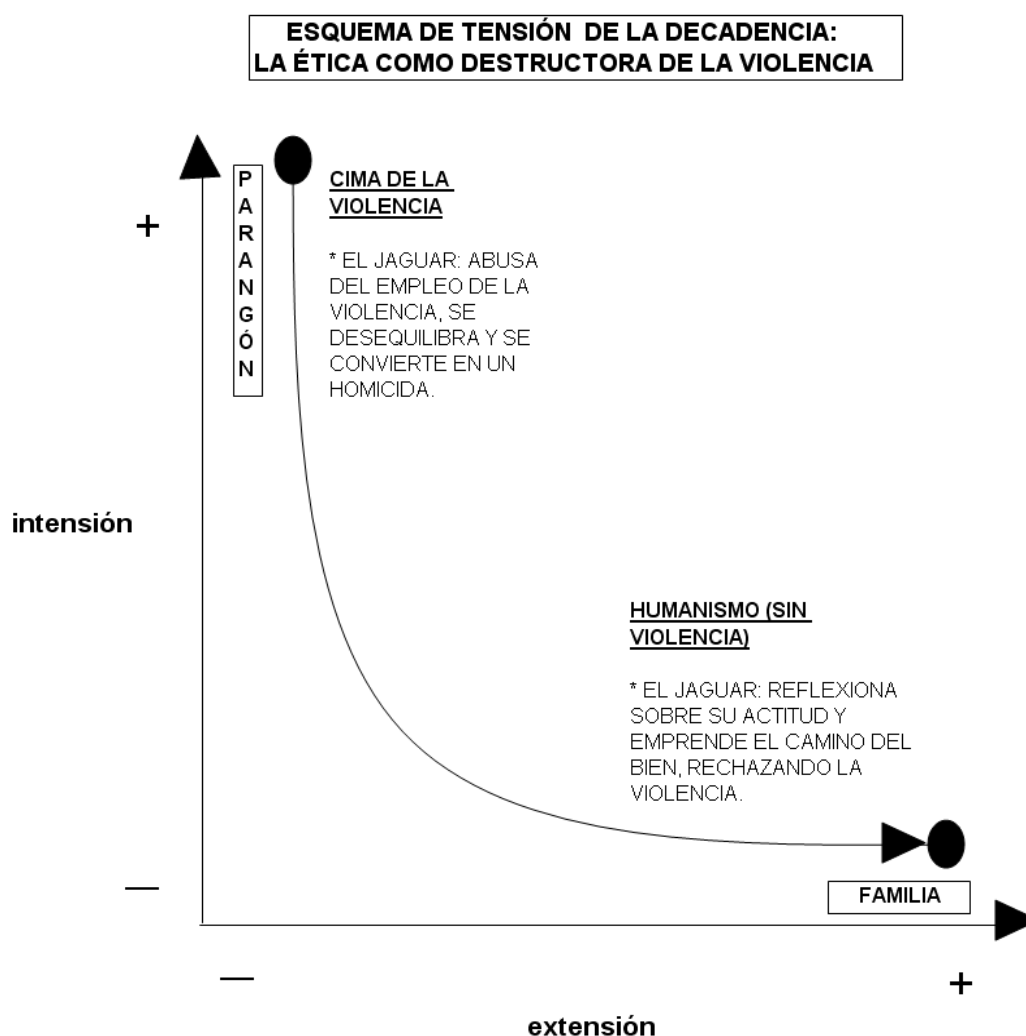 ESQUEMA DE TENSIÓN DE LA DECADENCIA:
LA ÉTICA COMO DESTRUCTORA DE LA VIOLENCIA
P
A
R
A
N
G
Ó
N
CIMA DE LA
VIOLENCIA
* EL JAGUAR: ABUSA
DEL EMPLEO DE LA
VIOLENCIA, SE
DESEQUILIBRA Y SE
CONVIERTE EN UN
HOMICIDA.
+
intensión
HUMANISMO (SIN
VIOLENCIA)
* EL JAGUAR: REFLEXIONA
SOBRE SU ACTITUD Y
EMPRENDE EL CAMINO DEL
BIEN, RECHAZANDO LA
VIOLENCIA.
—
FAMILIA
— +
extensión